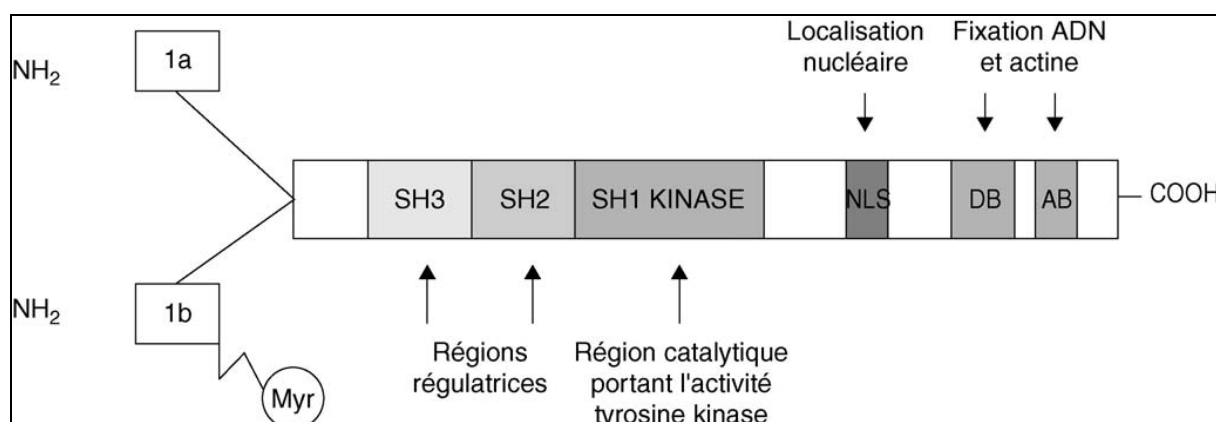 Localisation
nucléaire
Fixation ADN
et actine
NH₂
1a
SH3
SH2
SH1 KINASE
NLS
DB
AB
COOH
NH₂
1b
Myr
Régions
régulatrices
Région catalytique
portant l'activité
tyrosine kinase